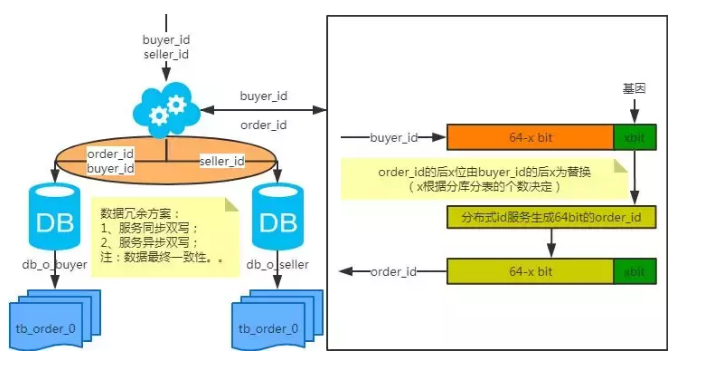 buyer_id
seller_id
buyer_id
order_id
order_id
buyer_id
seller_id
DB
DB
数据冗余方案：
1、服务同步双写；
2、服务异步双写；
注：数据最终一致性。。
db_o_buyer
db_o_seller
tb_order_0
tb_order_0
基因
buyer_id
64-x bit
xbit
order_id的后x位由buyer_id的后x为替换
（x根据分库分表的个数决定）
分布式id服务生成64bit的order_id
order_id
64-x bit
xbit